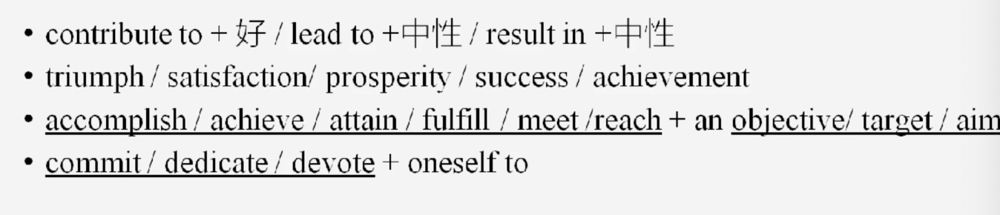 • contribute to + 好 / lead to +中性 / result in +中性
• triumph / satisfaction/ prosperity / success / achievement
• accomplish / achieve / attain / fulfill / meet /reach + an objective/ target / aim
• commit / dedicate / devote + oneself to